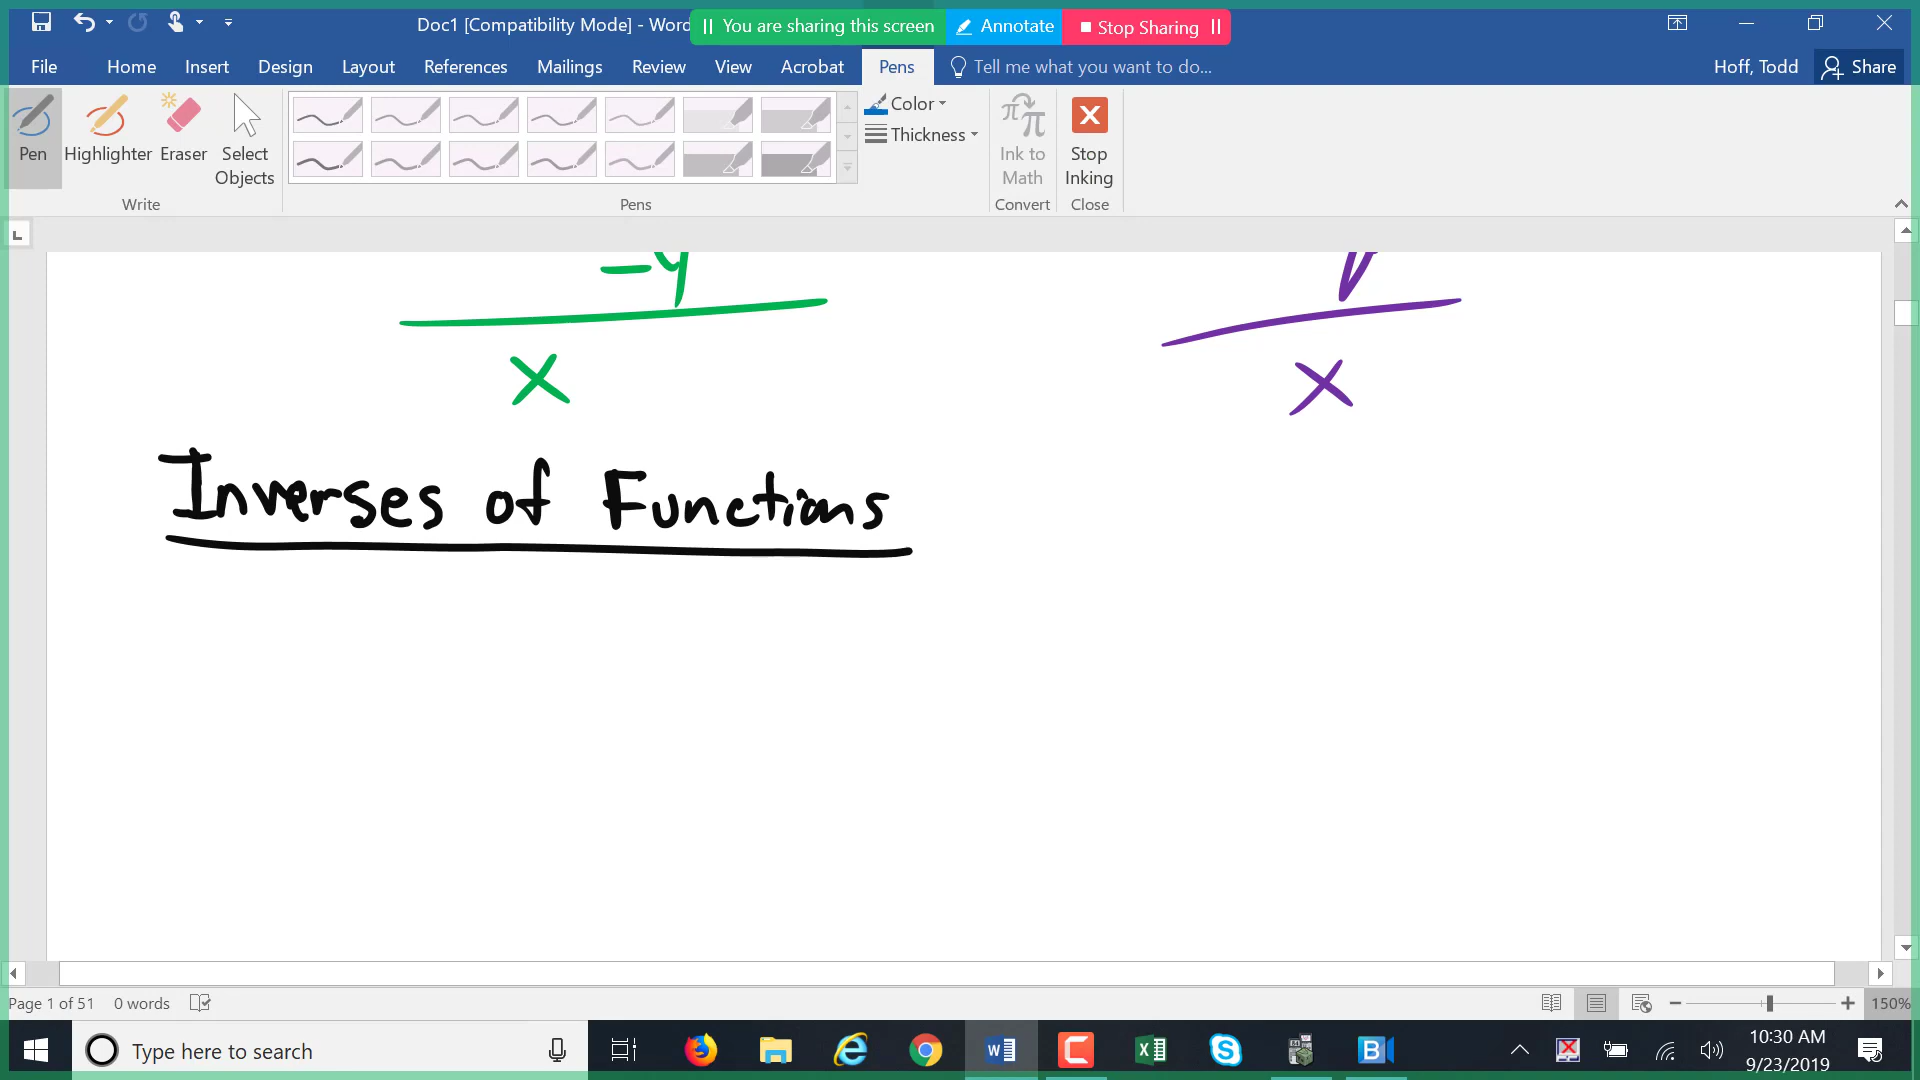 Doc1 [Compatibility Mode] - Word
You are sharing this screen
Annotate
Stop Sharing
File Home Insert Design Layout References Mailings Review View Acrobat Pens Tell me what you want to do... Hoff, Todd Share
Pen Highlighter Eraser Select Objects
Color
Thickness
Ink to Math
Stop Inking
Write Pens Convert Close
x x
Inverses of Functions
Page 1 of 51 0 words 150%
Type here to search
10:30 AM
9/23/2019